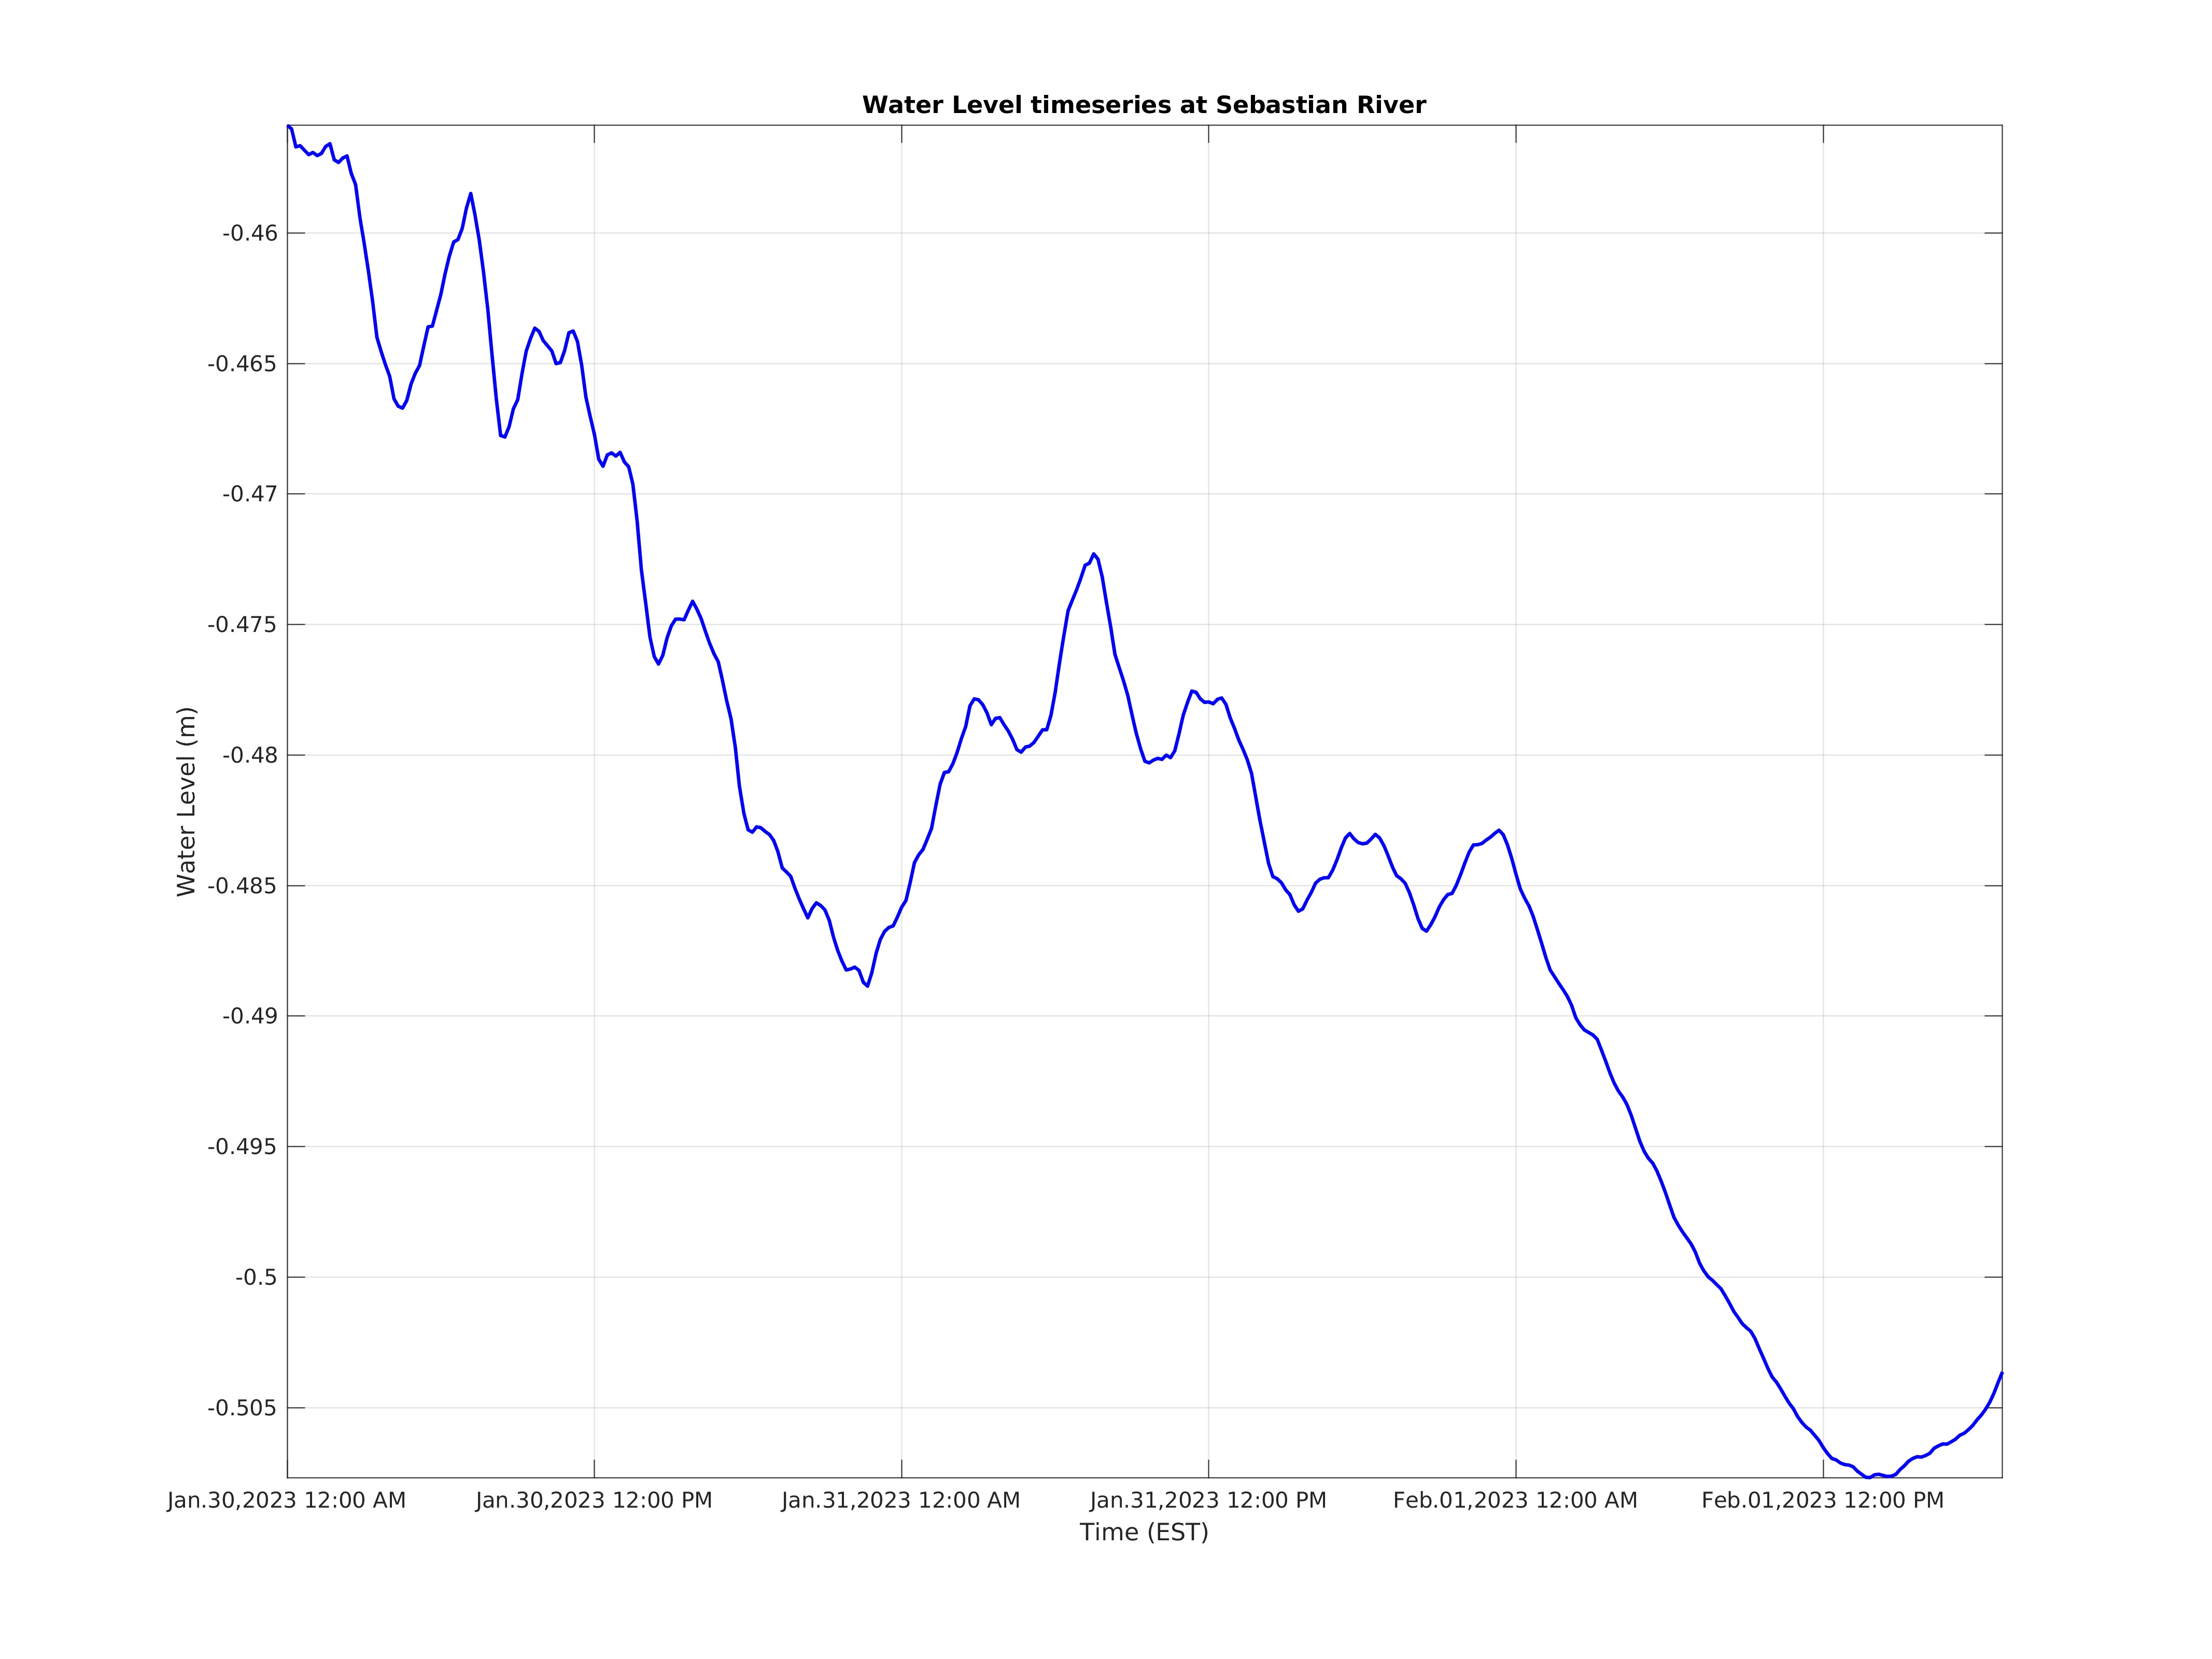 Water Level timeseries at Sebastian River
-0.46
-0.465
-0.47
-0.475
-0.48
-0.485
-0.49
-0.495
-0.5
-0.505
Water Level (m)
Jan.30,2023 12:00 AM Jan.30,2023 12:00 PM Jan.31,2023 12:00 AM Jan.31,2023 12:00 PM Feb.01,2023 12:00 AM Feb.01,2023 12:00 PM
Time (EST)